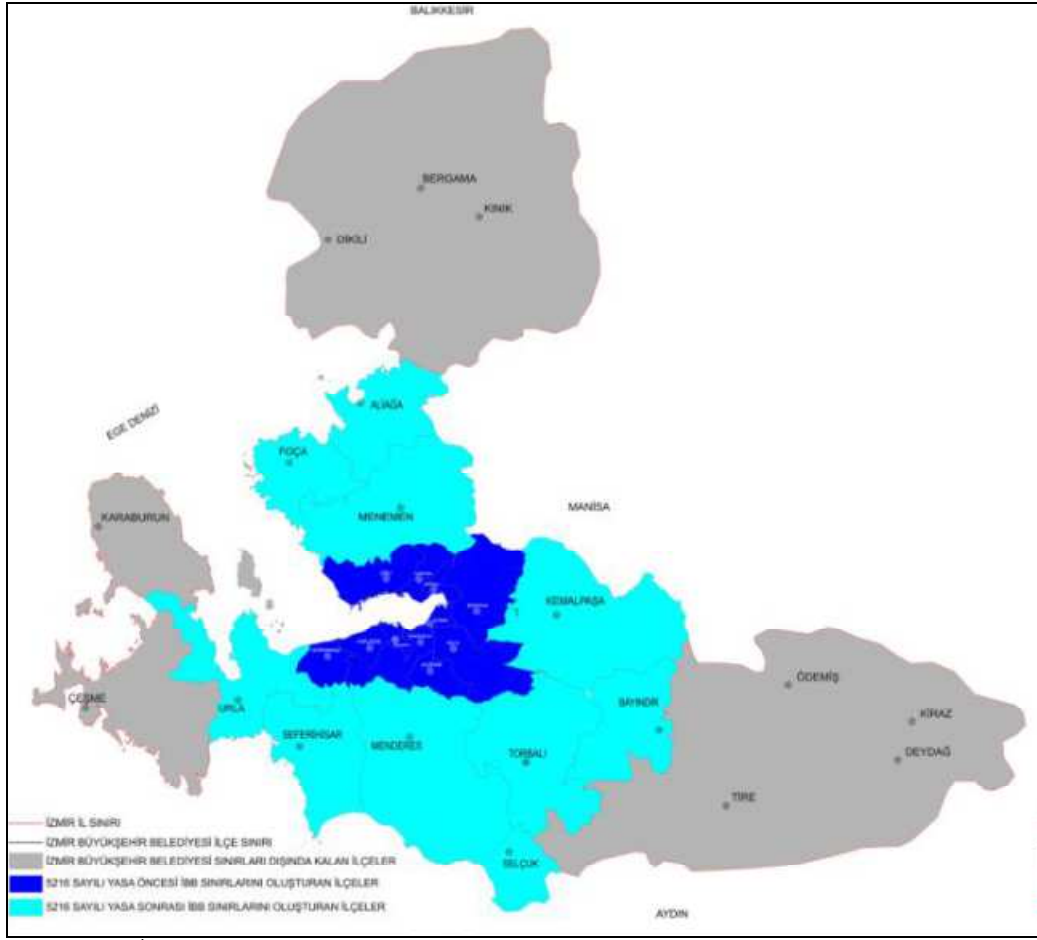 BALIKKESİR
BERGAMA
KINIK
DİKİLİ
ALİAĞA
EGE DENİZİ
FOÇA
MANİSA
MENEMEN
KARABURUN
KEMALPAŞA
ÖDEMİŞ
ÇEŞME
URLA
BAYINDIR
KİRAZ
SEFERİHİSAR
MENDERES
TORBALI
DEYDAĞ
TİRE
İZMİR İL SINIRI
İZMİR BÜYÜKŞEHİR BELEDİYESİ İLÇE SINIRI
İZMİR BÜYÜKŞEHİR BELEDİYESİ SINIRLARI DIŞINDA KALAN İLÇELER
SELÇUK
5216 SAYILI YASA ÖNCESİ İBB SINIRLARINI OLUŞTURAN İLÇELER
5216 SAYILI YASA SONRASI İBB SINIRLARINI OLUŞTURAN İLÇELER
AYDIN